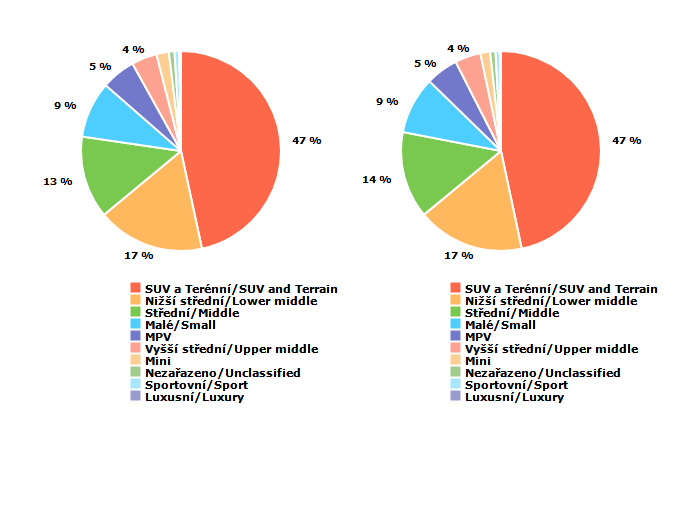 4 %
5 %
9 %
13 %
17 %
47 %
SUV a Terénní/SUV and Terrain
Nižší střední/Lower middle
Střední/Middle
Malé/Small
MPV
Vyšší střední/Upper middle
Mini
Nezařazeno/Unclassified
Sportovní/Sport
Luxusní/Luxury
4 %
5 %
9 %
14 %
17 %
47 %
SUV a Terénní/SUV and Terrain
Nižší střední/Lower middle
Střední/Middle
Malé/Small
MPV
Vyšší střední/Upper middle
Mini
Nezařazeno/Unclassified
Sportovní/Sport
Luxusní/Luxury